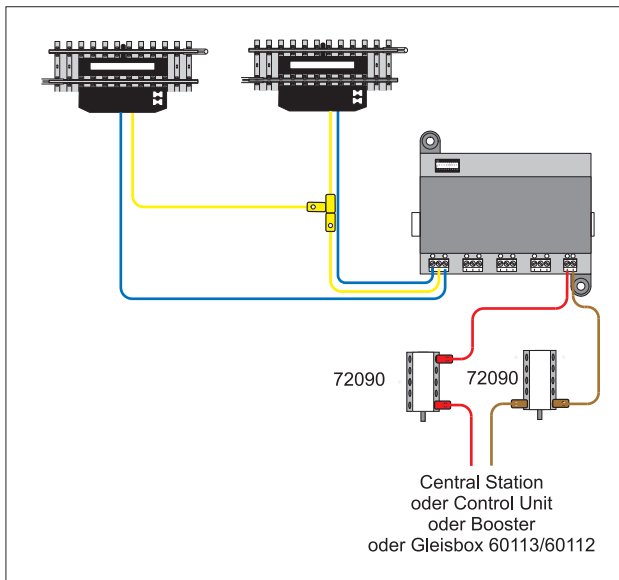 72090
72090
Central Station
oder Control Unit
oder Booster
oder Gleisbox 60113/60112